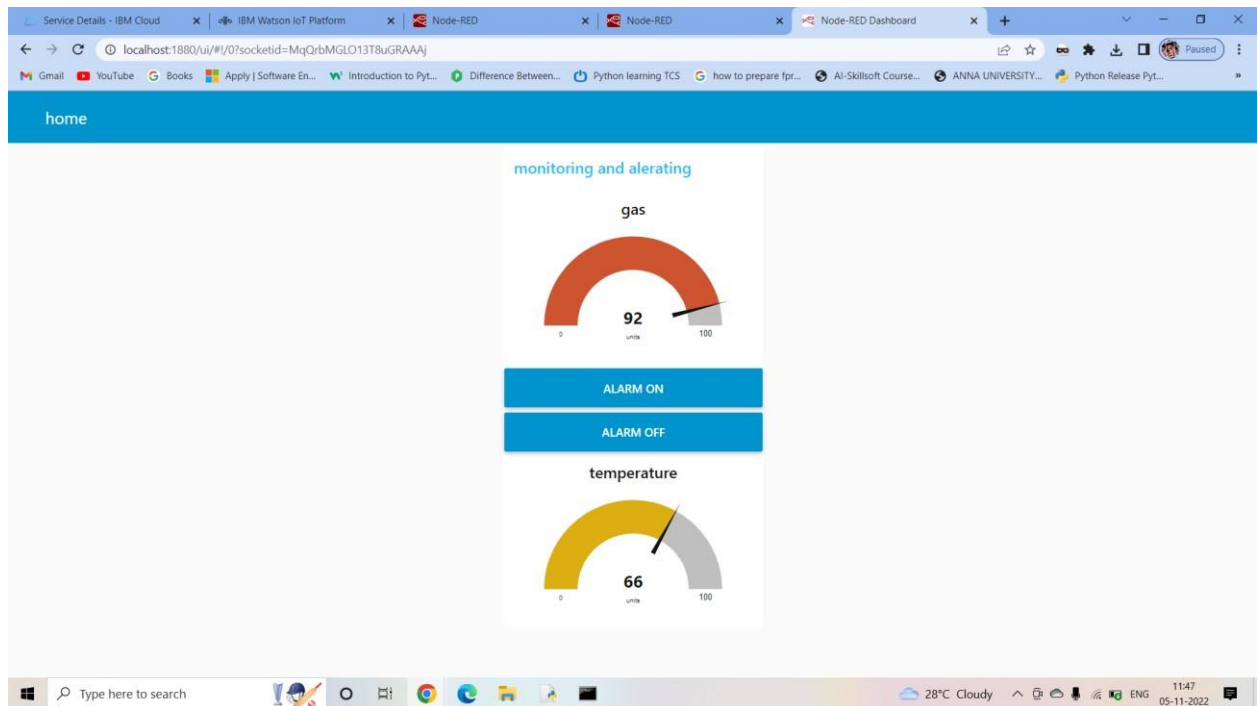 Service Details - IBM Cloud
IBM Watson IoT Platform
Node-RED
Node-RED
Node-RED Dashboard
localhost:1880/ui/#!/0?socketid=MqQrbMGLO13T8uGRAAAj
Paused
Gmail
YouTube
Books
Apply | Software En...
Introduction to Pyt...
Difference Between...
Python learning TCS
how to prepare fpr...
AI-Skillsoft Course...
ANNA UNIVERSITY...
Python Release Pyt...
home
monitoring and alerating
gas
92
units
0
100
ALARM ON
ALARM OFF
temperature
66
units
0
100
Type here to search
28°C Cloudy
ENG
11:47
05-11-2022